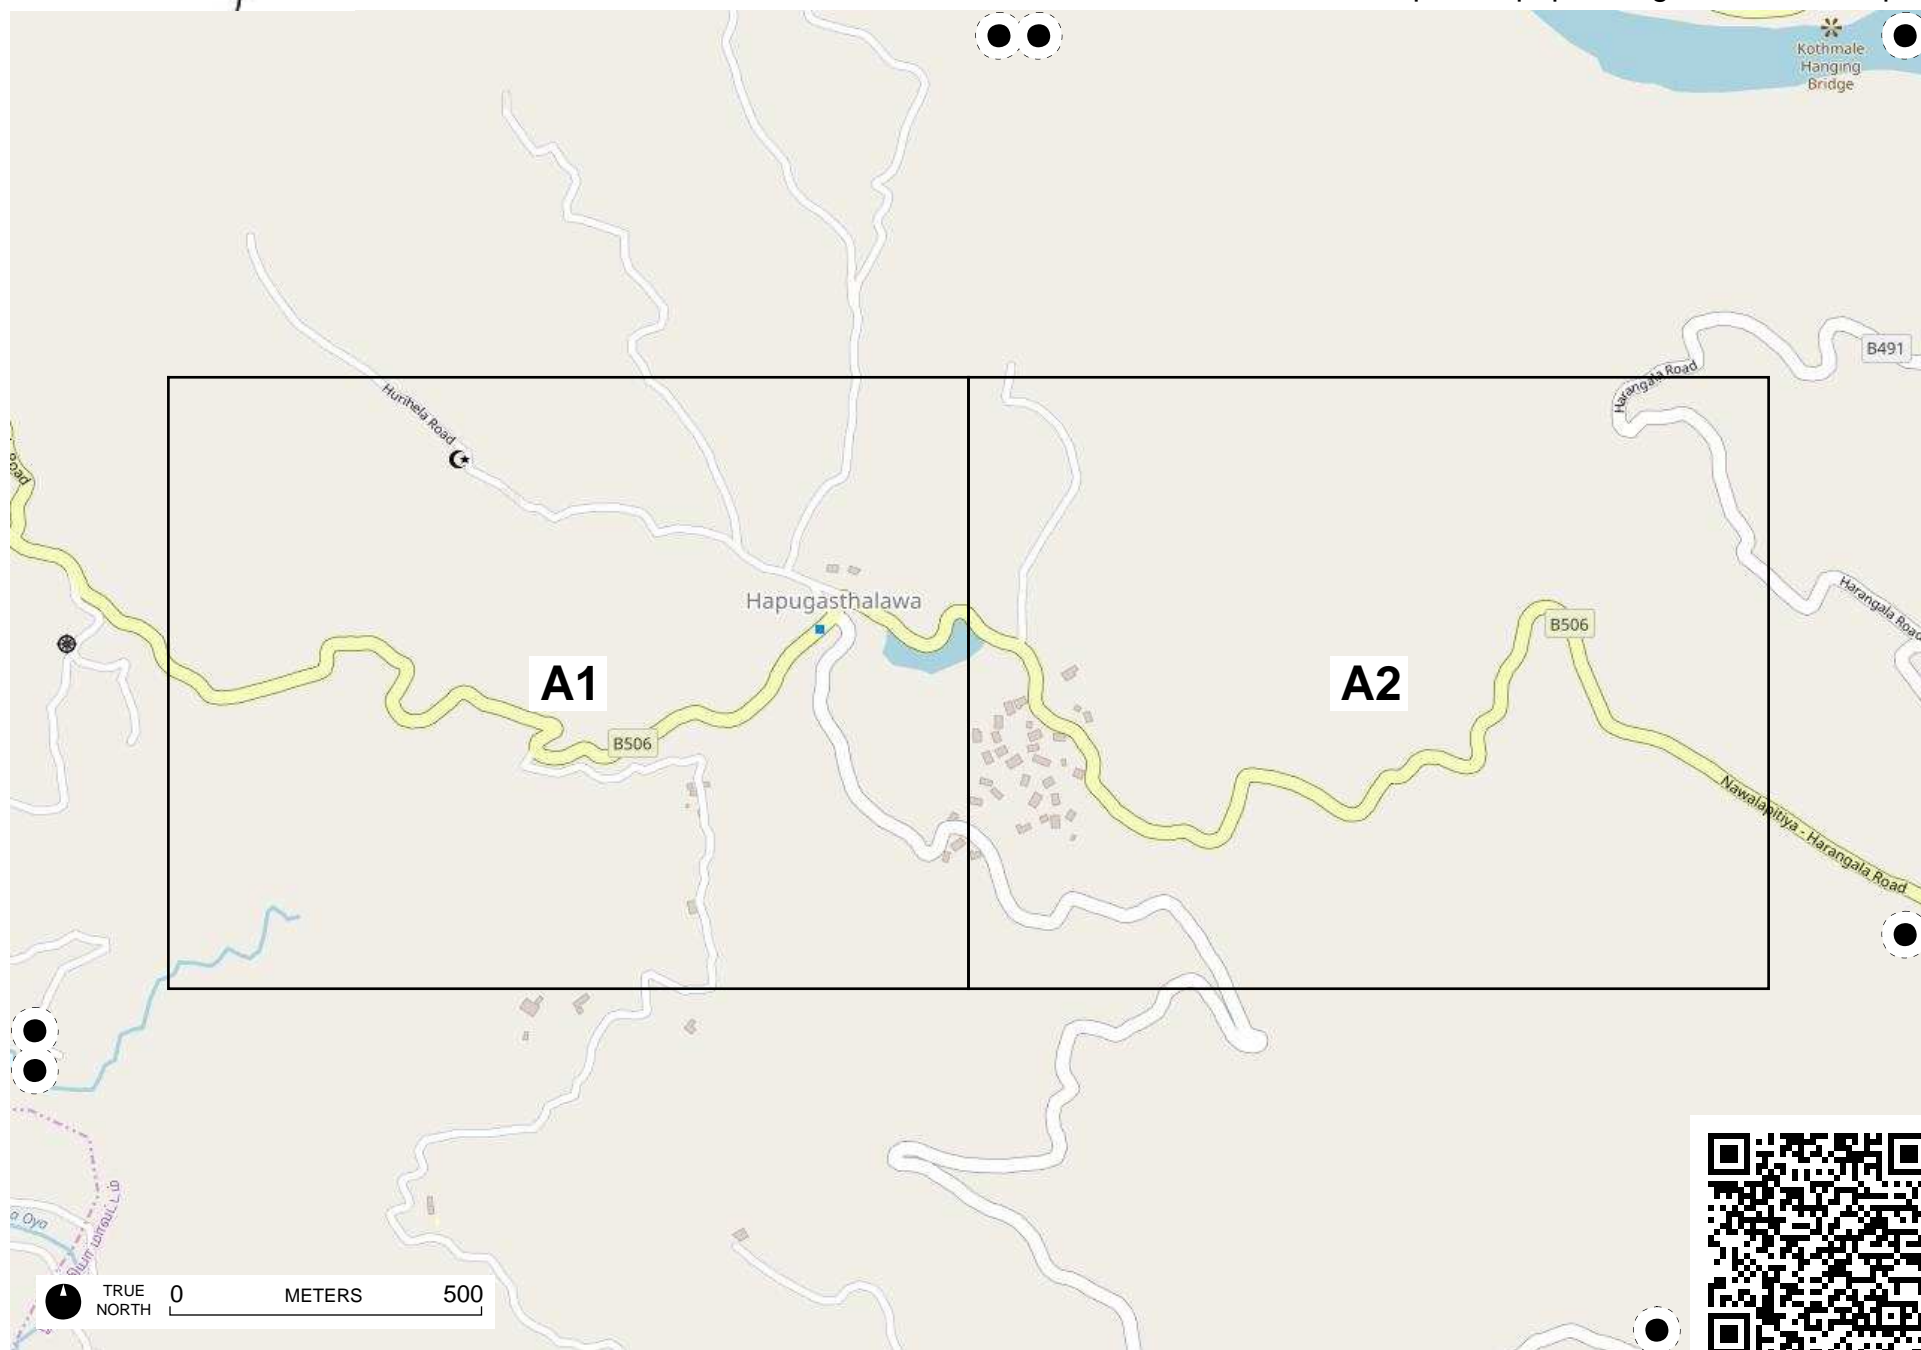 Kothmale
Hanging
Bridge
B491
Harangala Road
Hurihela Road
Road
Harangala Road
Hapugasthalawa
B506
A1
A2
B506
Nawalapitiya - Harangala Road
a Oya
TRUE
NORTH
0 METERS 500